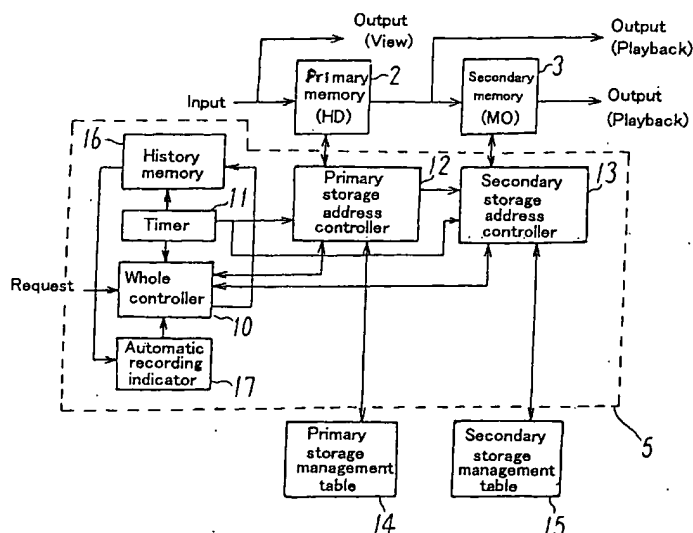 Output
(View)
Output
(Playback)
2
3
Primary
memory
(HD)
Secondary
memory
(MO)
Input
Output
(Playback)
16
History
memory
12
13
11
Primary
storage
address
controller
Secondary
storage
address
controller
Timer
Request
Whole
controller
10
Automatic
recording
indicator
17
5
Primary
storage
management
table
Secondary
storage
management
table
14
15